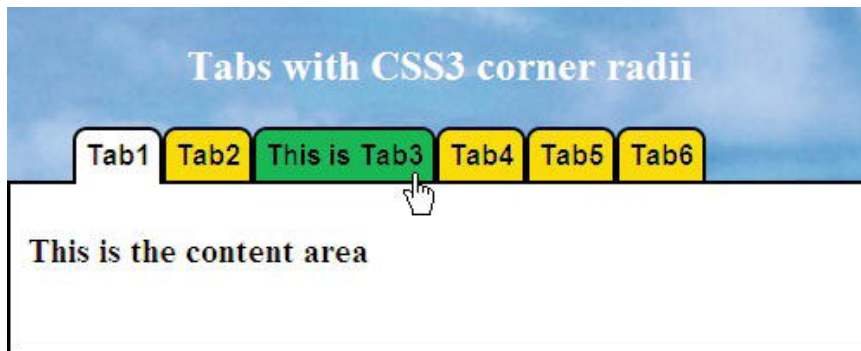 Tabs with CSS3 corner radii
Tab1 Tab2 This is Tab3 Tab4 Tab5 Tab6
This is the content area